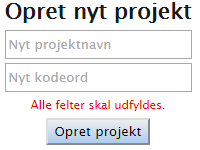 Opret nyt projekt
Nyt projektnavn
Nyt kodeord
Alle felter skal udfyldes.
Opret projekt